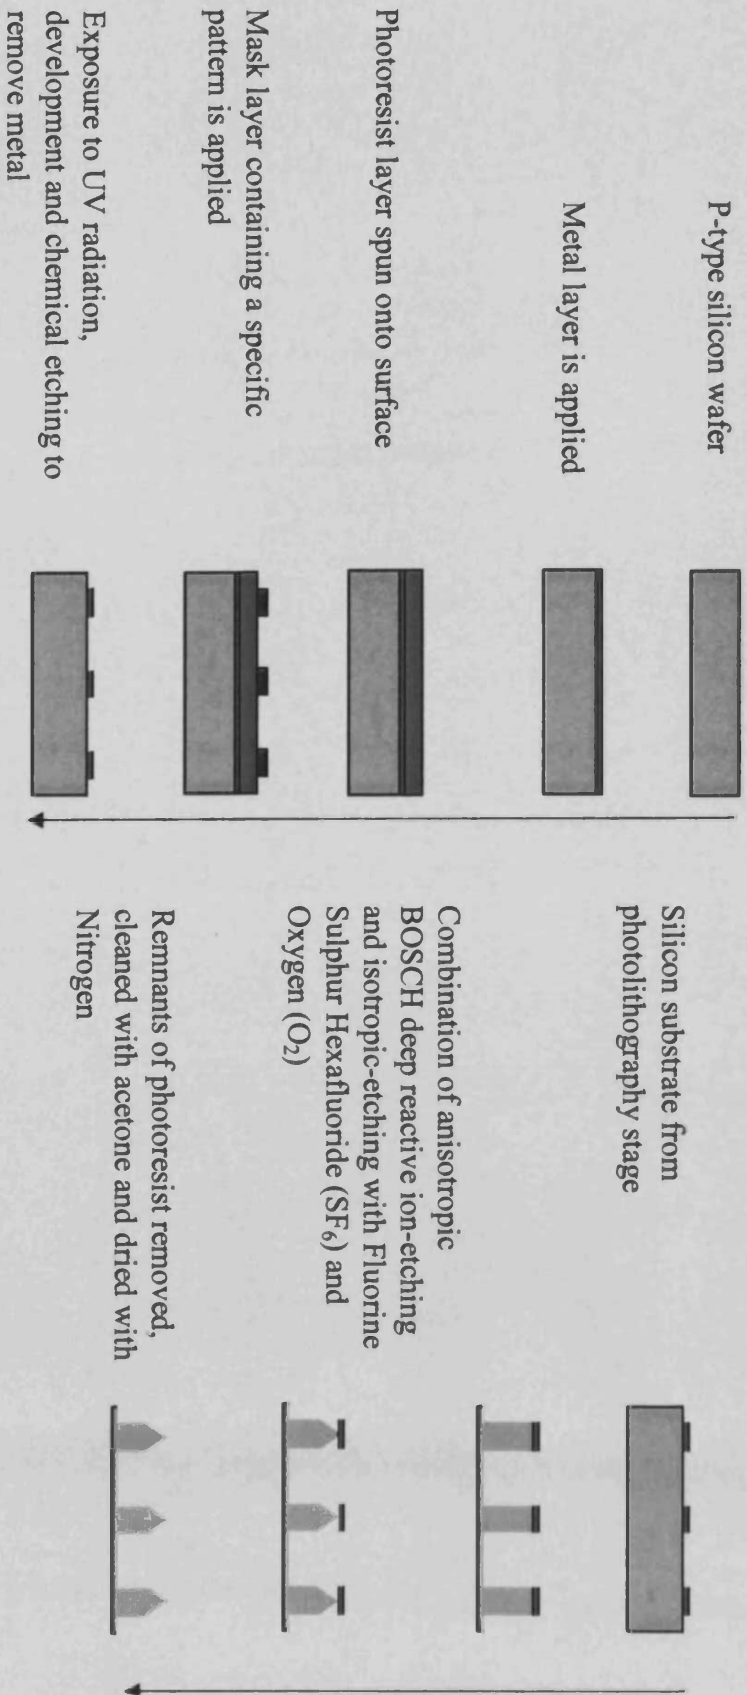 P-type silicon wafer
Metal layer is applied
Photoresist layer spun onto surface
Mask layer containing a specific
pattern is applied
Exposure to UV radiation,
development and chemical etching to
remove metal
Silicon substrate from
photolithography stage
Combination of anisotropic
BOSCH deep reactive ion-etching
and isotropic-etching with Fluorine
Sulphur Hexafluoride (SF₆) and
Oxygen (O₂)
Remnants of photoresist removed,
cleaned with acetone and dried with
Nitrogen